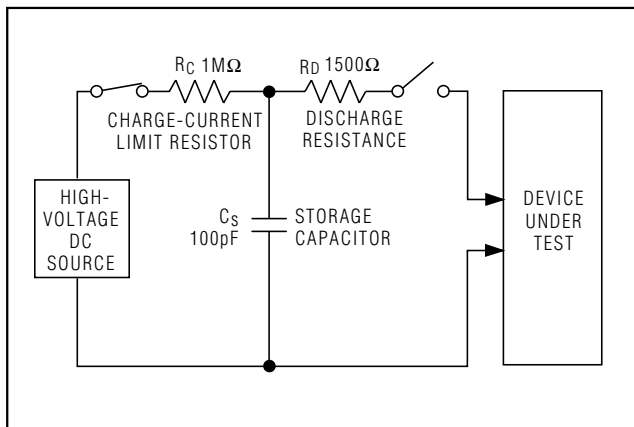 RC 1MΩ
CHARGE-CURRENT
LIMIT RESISTOR
RD 1500Ω
DISCHARGE
RESISTANCE
HIGH-
VOLTAGE
DC
SOURCE
CS
100pF
STORAGE
CAPACITOR
DEVICE
UNDER
TEST